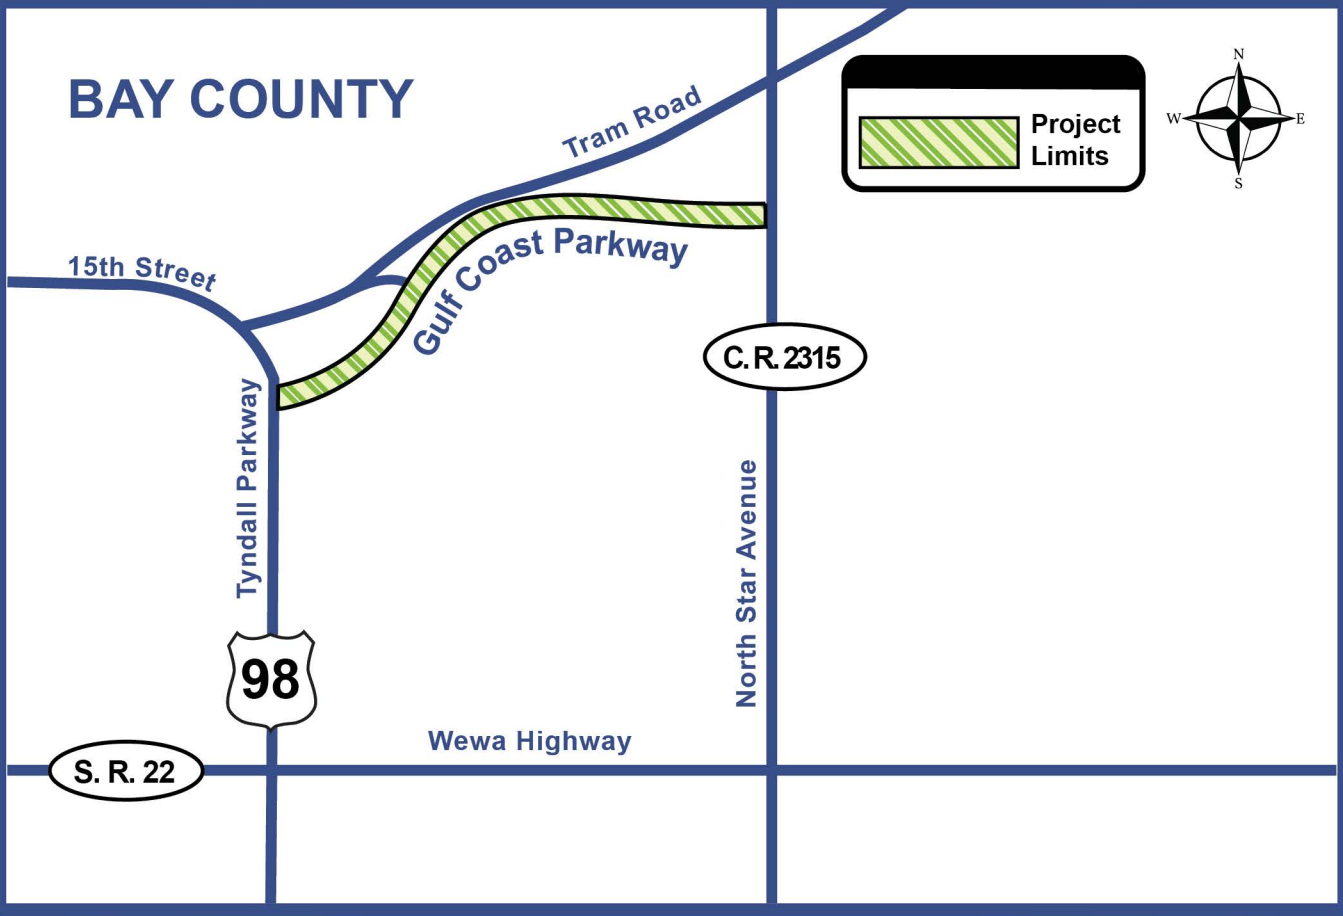 BAY COUNTY
Tram Road
Project
Limits
N
W
E
S
15th Street
Gulf Coast Parkway
C. R. 2315
Tyndall Parkway
North Star Avenue
98
Wewa Highway
S. R. 22